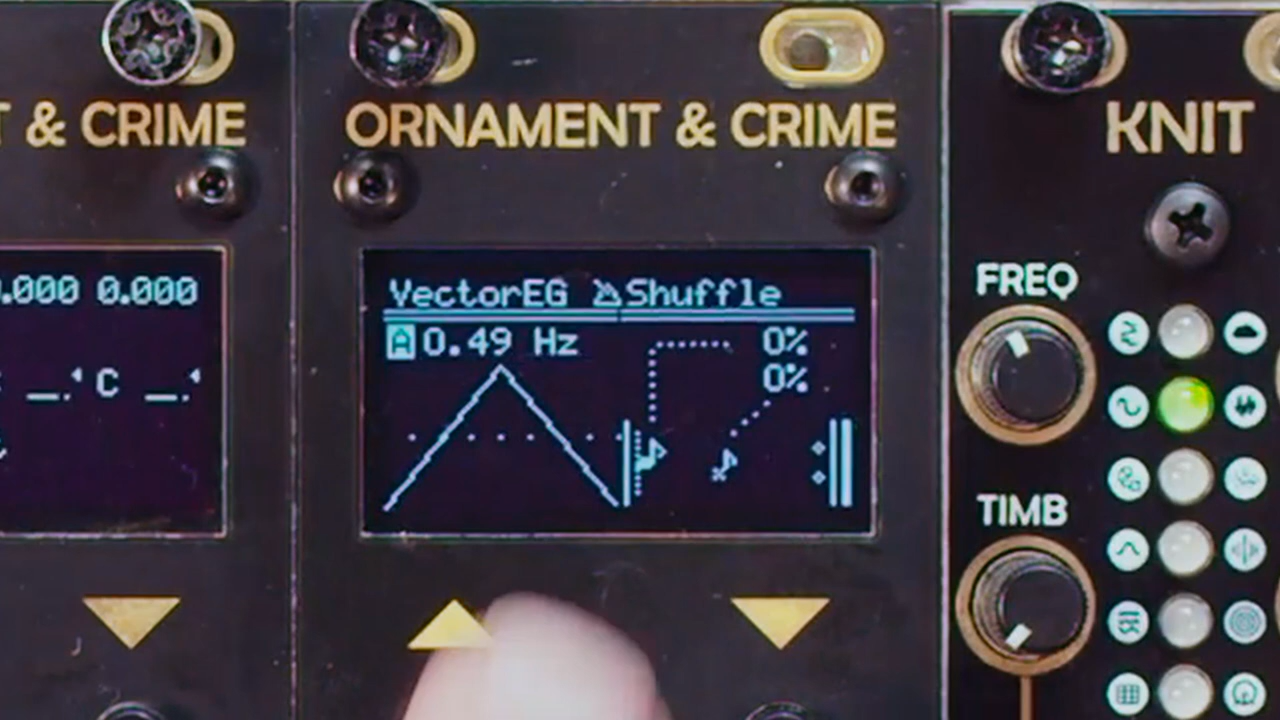 & CRIME
ORNAMENT & CRIME
KNIT
.000 0.000
C
VectorEG Shuffle
A 0.49 Hz
0%
0%
FREQ
TIMB